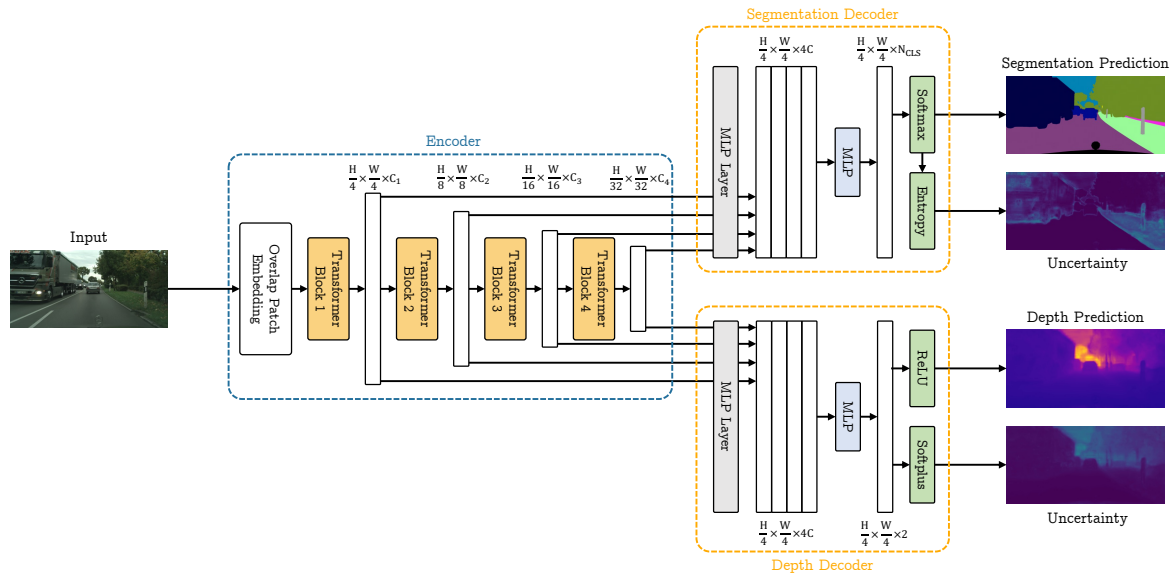 Segmentation Decoder
H/4 × W/4 ×4C
H/4 × W/4 ×N_CLS
MLP Layer
MLP
Softmax
Entropy
Segmentation Prediction
Uncertainty
Encoder
H/4 × W/4 ×C₁
H/8 × W/8 ×C₂
H/16 × W/16 ×C₃
H/32 × W/32 ×C₄
Input
Overlap Patch
Embedding
Transformer
Block 1
Transformer
Block 2
Transformer
Block 3
Transformer
Block 4
MLP Layer
MLP
ReLU
Softplus
Depth Prediction
Uncertainty
H/4 × W/4 ×4C
H/4 × W/4 ×2
Depth Decoder